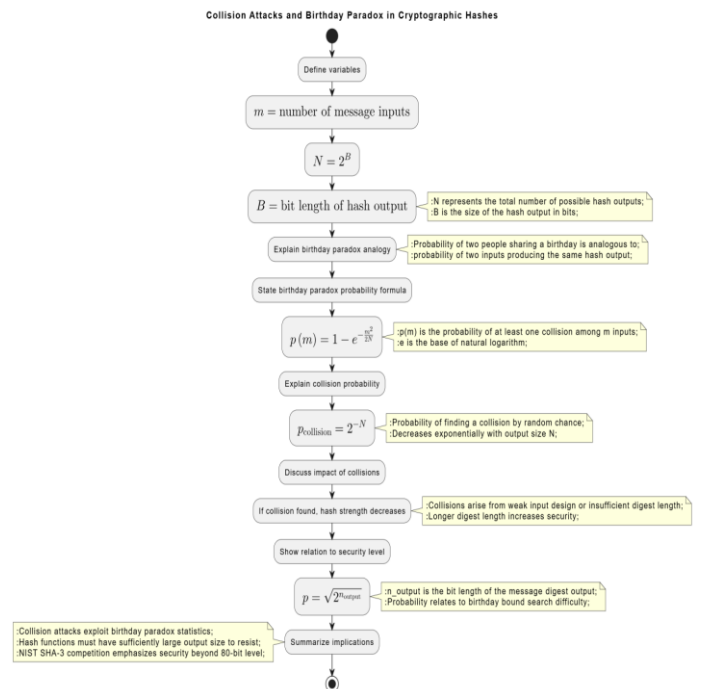 Collision Attacks and Birthday Paradox in Cryptographic Hashes
Define variables
m = number of message inputs
N = 2^B
B = bit length of hash output
:N represents the total number of possible hash outputs;
:B is the size of the hash output in bits;
Explain birthday paradox analogy
:Probability of two people sharing a birthday is analogous to;
:probability of two inputs producing the same hash output;
State birthday paradox probability formula
p(m) = 1 − e^{−\frac{m^2}{2N}}
:p(m) is the probability of at least one collision among m inputs;
:e is the base of natural logarithm;
Explain collision probability
p_{collision} = 2^{−N}
:Probability of finding a collision by random chance;
:Decreases exponentially with output size N;
Discuss impact of collisions
If collision found, hash strength decreases
:Collisions arise from weak input design or insufficient digest length;
:Longer digest length increases security;
Show relation to security level
p = \sqrt{2^{n_{output}}}
:n_output is the bit length of the message digest output;
:Probability relates to birthday bound search difficulty;
:Collision attacks exploit birthday paradox statistics;
:Hash functions must have sufficiently large output size to resist;
:NIST SHA-3 competition emphasizes security beyond 80-bit level;
Summarize implications